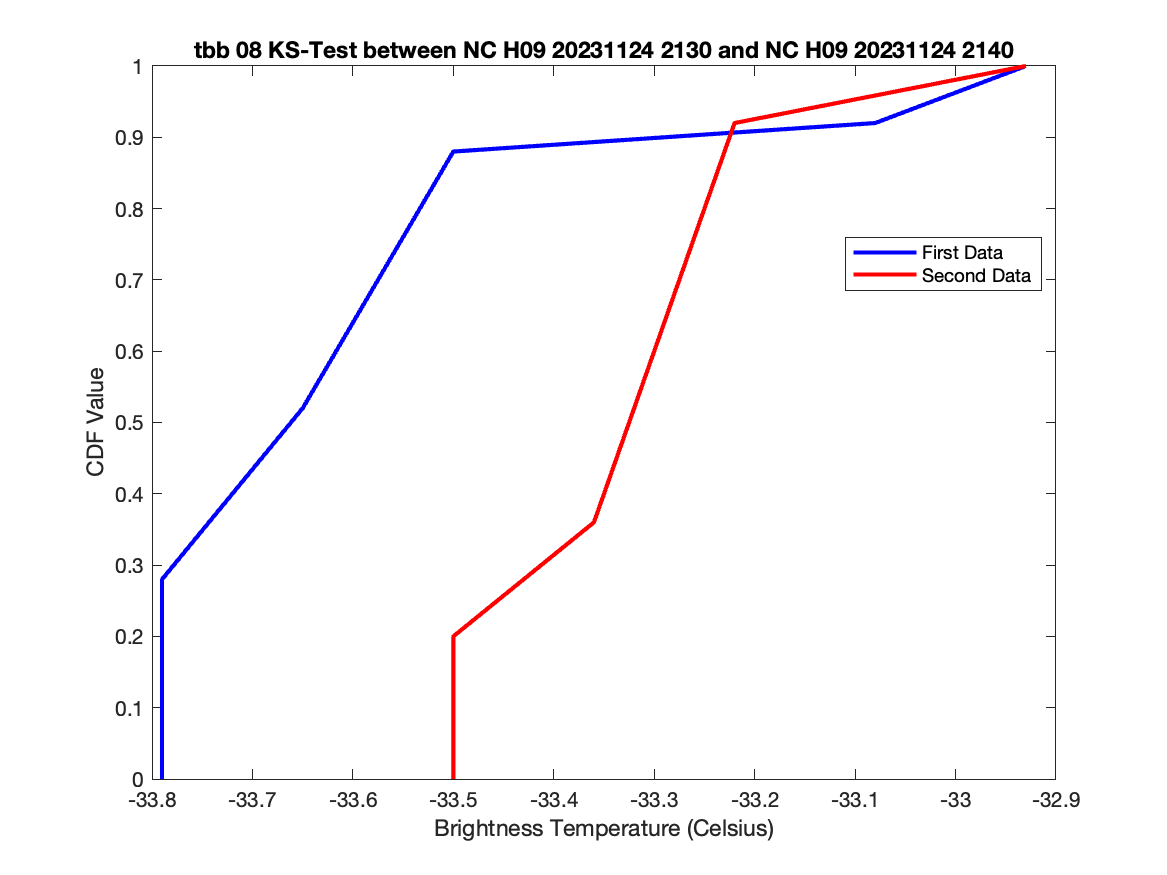 tbb 08 KS-Test between NC H09 20231124 2130 and NC H09 20231124 2140
1
0.9
0.8
0.7
0.6
0.5
0.4
0.3
0.2
0.1
0
CDF Value
First Data
Second Data
-33.8 -33.7 -33.6 -33.5 -33.4 -33.3 -33.2 -33.1 -33 -32.9
Brightness Temperature (Celsius)